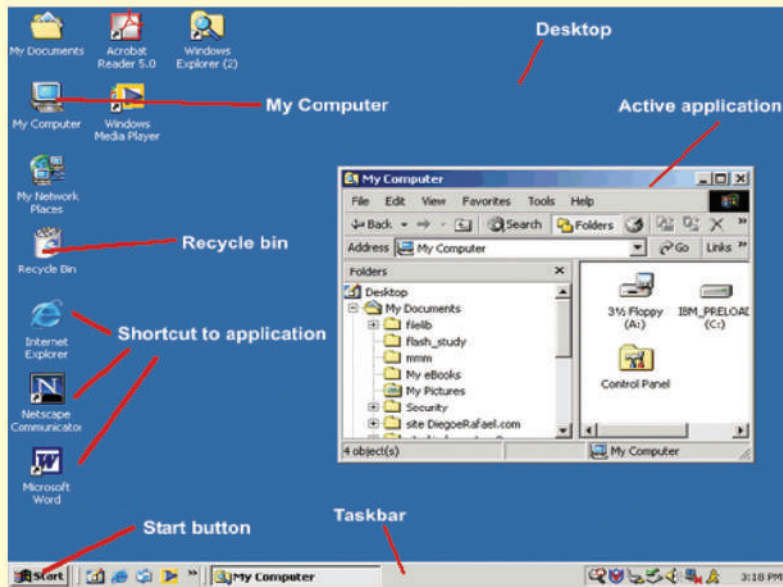 My Documents
Acrobat
Reader 5.0
Windows
Explorer (2)
Desktop
My Computer
Windows
Media Player
My Computer
Active application
My Network
Places
My Computer
File Edit View Favorites Tools Help
Back Search Folders »
Address My Computer Go Links »
Recycle Bin
Recycle bin
Folders
Desktop
My Documents
filelib
flash_study
mmm
My eBooks
My Pictures
Security
site DiegoeRafael.com
3½ Floppy
(A:)
IBM_PRELOAD
(C:)
Control Panel
4 object(s)
My Computer
Internet
Explorer
Shortcut to application
Netscape
Communicator
Microsoft
Word
Start button
Taskbar
Start » My Computer 3:18 PM